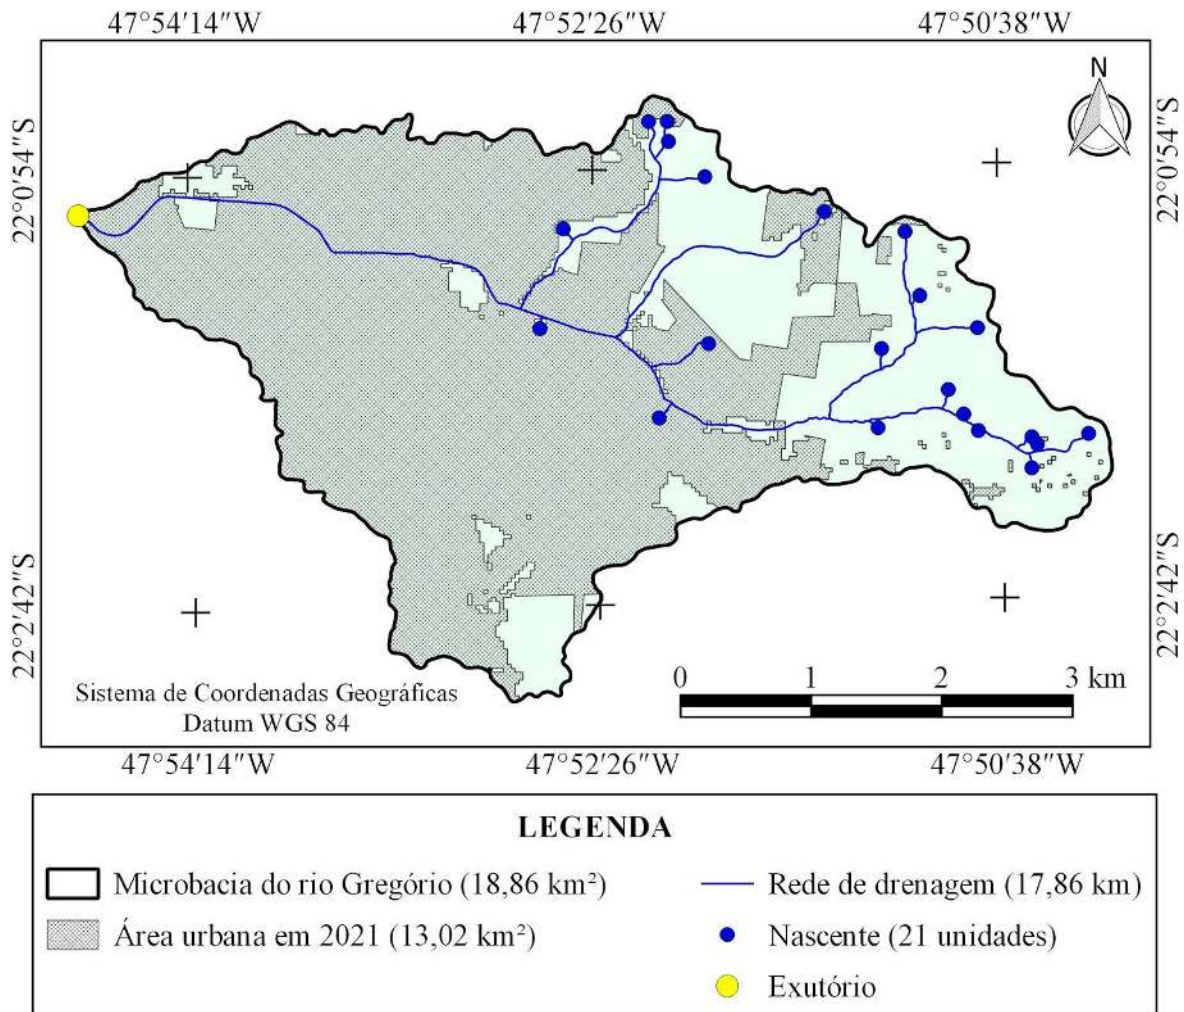 47°54'14"W 47°52'26"W 47°50'38"W
N
22°0'54"S 22°0'54"S
22°2'42"S 22°2'42"S
0 1 2 3 km
Sistema de Coordenadas Geográficas
Datum WGS 84
47°54'14"W 47°52'26"W 47°50'38"W
LEGENDA
Microbacia do rio Gregório (18,86 km²)
Rede de drenagem (17,86 km)
Área urbana em 2021 (13,02 km²)
Nascente (21 unidades)
Exutório